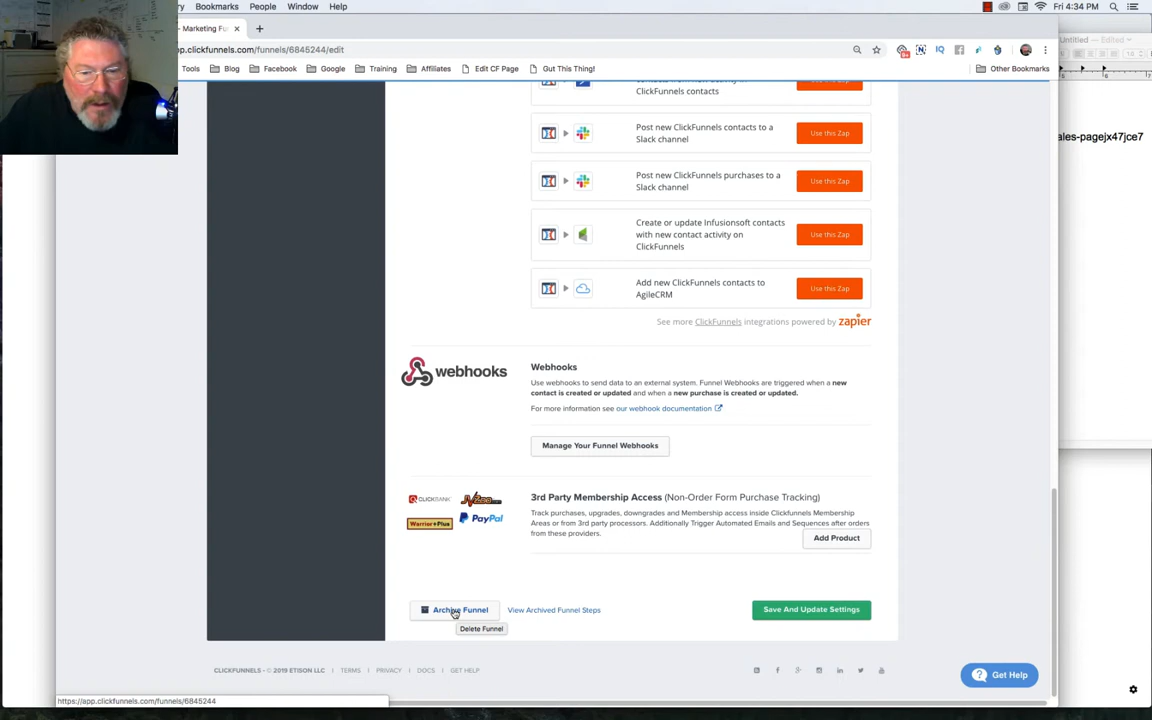 Bookmarks People Window Help
Fri 4:34 PM
- Marketing Fu
Untitled — Edited
p.clickfunnels.com/funnels/6845244/edit
Tools Blog Facebook Google Training Affiliates Edit CF Page Gut This Thing! Other Bookmarks
ClickFunnels contacts
Use this Zap
ales-pagejx47jce7
Post new ClickFunnels contacts to a
Slack channel
Use this Zap
Post new ClickFunnels purchases to a
Slack channel
Use this Zap
Create or update Infusionsoft contacts
with new contact activity on
ClickFunnels
Use this Zap
Add new ClickFunnels contacts to
AgileCRM
Use this Zap
See more ClickFunnels integrations powered by zapier
webhooks
Webhooks
Use webhooks to send data to an external system. Funnel Webhooks are triggered when a new
contact is created or updated and when a new purchase is created or updated.
For more information see our webhook documentation
Manage Your Funnel Webhooks
CLICKBANK JVZoo
Warrior+Plus PayPal
3rd Party Membership Access (Non-Order Form Purchase Tracking)
Track purchases, upgrades, downgrades and Membership access inside Clickfunnels Membership
Areas or from 3rd party processors. Additionally Trigger Automated Emails and Sequences after orders
from these providers.
Add Product
Archive Funnel View Archived Funnel Steps Save And Update Settings
Delete Funnel
CLICKFUNNELS - © 2019 ETISON LLC TERMS PRIVACY DOCS GET HELP
Get Help
https://app.clickfunnels.com/funnels/6845244